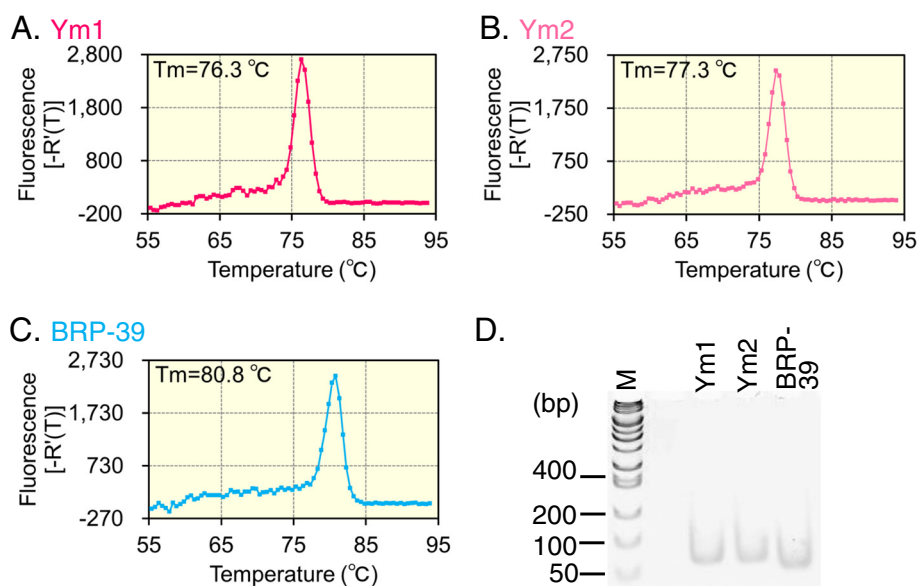 A. Ym1
Tm=76.3 ℃
2,800
1,800
800
-200
55 65 75 85 95
Fluorescence
[-R'(T)]
Temperature (℃)
B. Ym2
Tm=77.3 ℃
2,750
1,750
750
-250
55 65 75 85 95
Fluorescence
[-R'(T)]
Temperature (℃)
C. BRP-39
Tm=80.8 ℃
2,730
1,730
730
-270
55 65 75 85 95
Fluorescence
[-R'(T)]
Temperature (℃)
D.
M
Ym1
Ym2
BRP-
39
(bp)
400
200
100
50